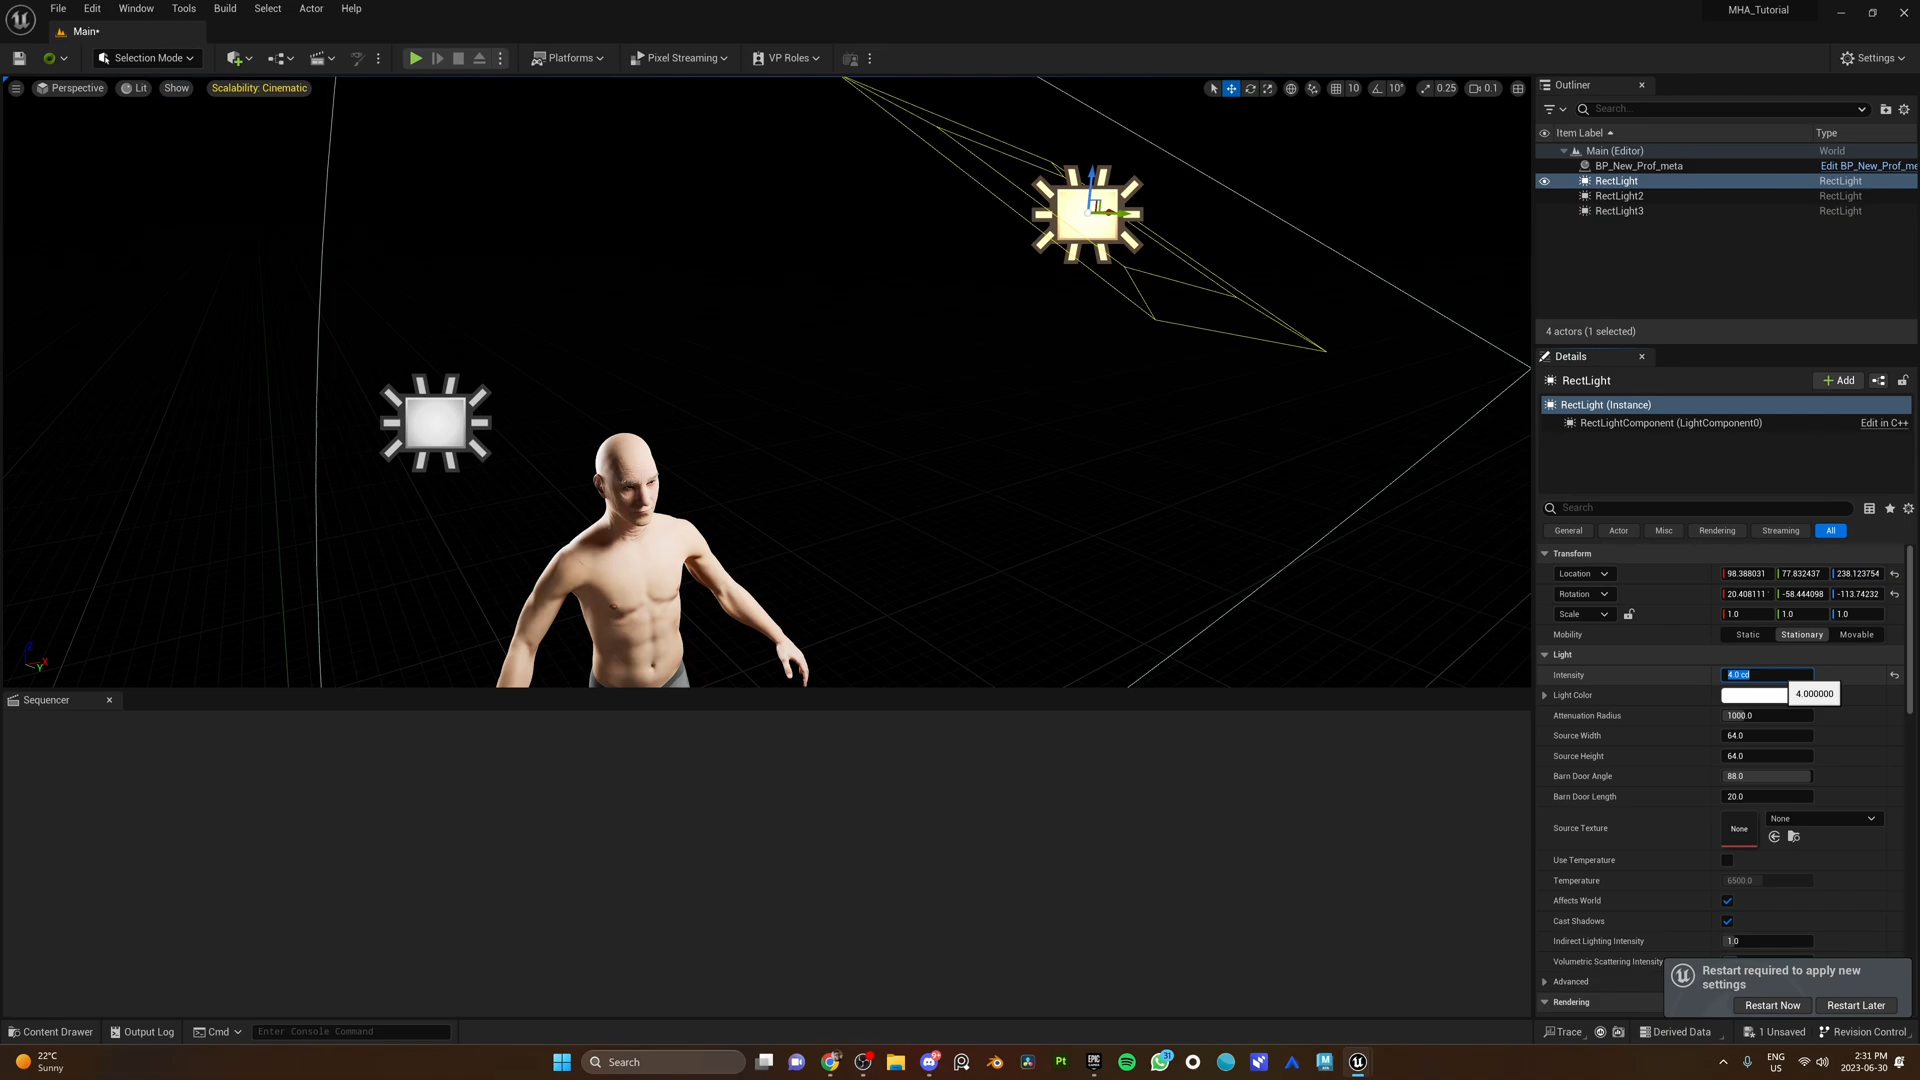 File Edit Window Tools Build Select Actor Help
MHA_Tutorial
Main*
Selection Mode
Platforms
Pixel Streaming
VP Roles
Settings
Perspective
Lit
Show
Scalability: Cinematic
10
10°
0.25
0.1
Outliner
Search...
Item Label
Type
Main (Editor)
World
BP_New_Prof_meta
Edit BP_New_Prof_me
RectLight
RectLight
RectLight2
RectLight
RectLight3
RectLight
4 actors (1 selected)
Details
RectLight
Add
RectLight (Instance)
RectLightComponent (LightComponent0)
Edit in C++
Search
General
Actor
Misc
Rendering
Streaming
All
Transform
Location
98.388031
77.832437
238.123754
Rotation
20.408111
-58.444098
-113.74232
Scale
1.0
1.0
1.0
Mobility
Static
Stationary
Movable
Light
Intensity
4.0 cd
Light Color
4.000000
Attenuation Radius
1000.0
Source Width
64.0
Source Height
64.0
Barn Door Angle
88.0
Barn Door Length
20.0
Source Texture
None
None
Use Temperature
Temperature
6500.0
Affects World
Cast Shadows
Indirect Lighting Intensity
1.0
Volumetric Scattering Intensity
Advanced
Rendering
Restart required to apply new
settings
Restart Now
Restart Later
Sequencer
Z
X
Y
Content Drawer
Output Log
Cmd
Enter Console Command
Trace
Derived Data
1 Unsaved
Revision Control
22°C
Sunny
Search
9+
Pt
EPIC
31
M
ENG
US
2:31 PM
2023-06-30